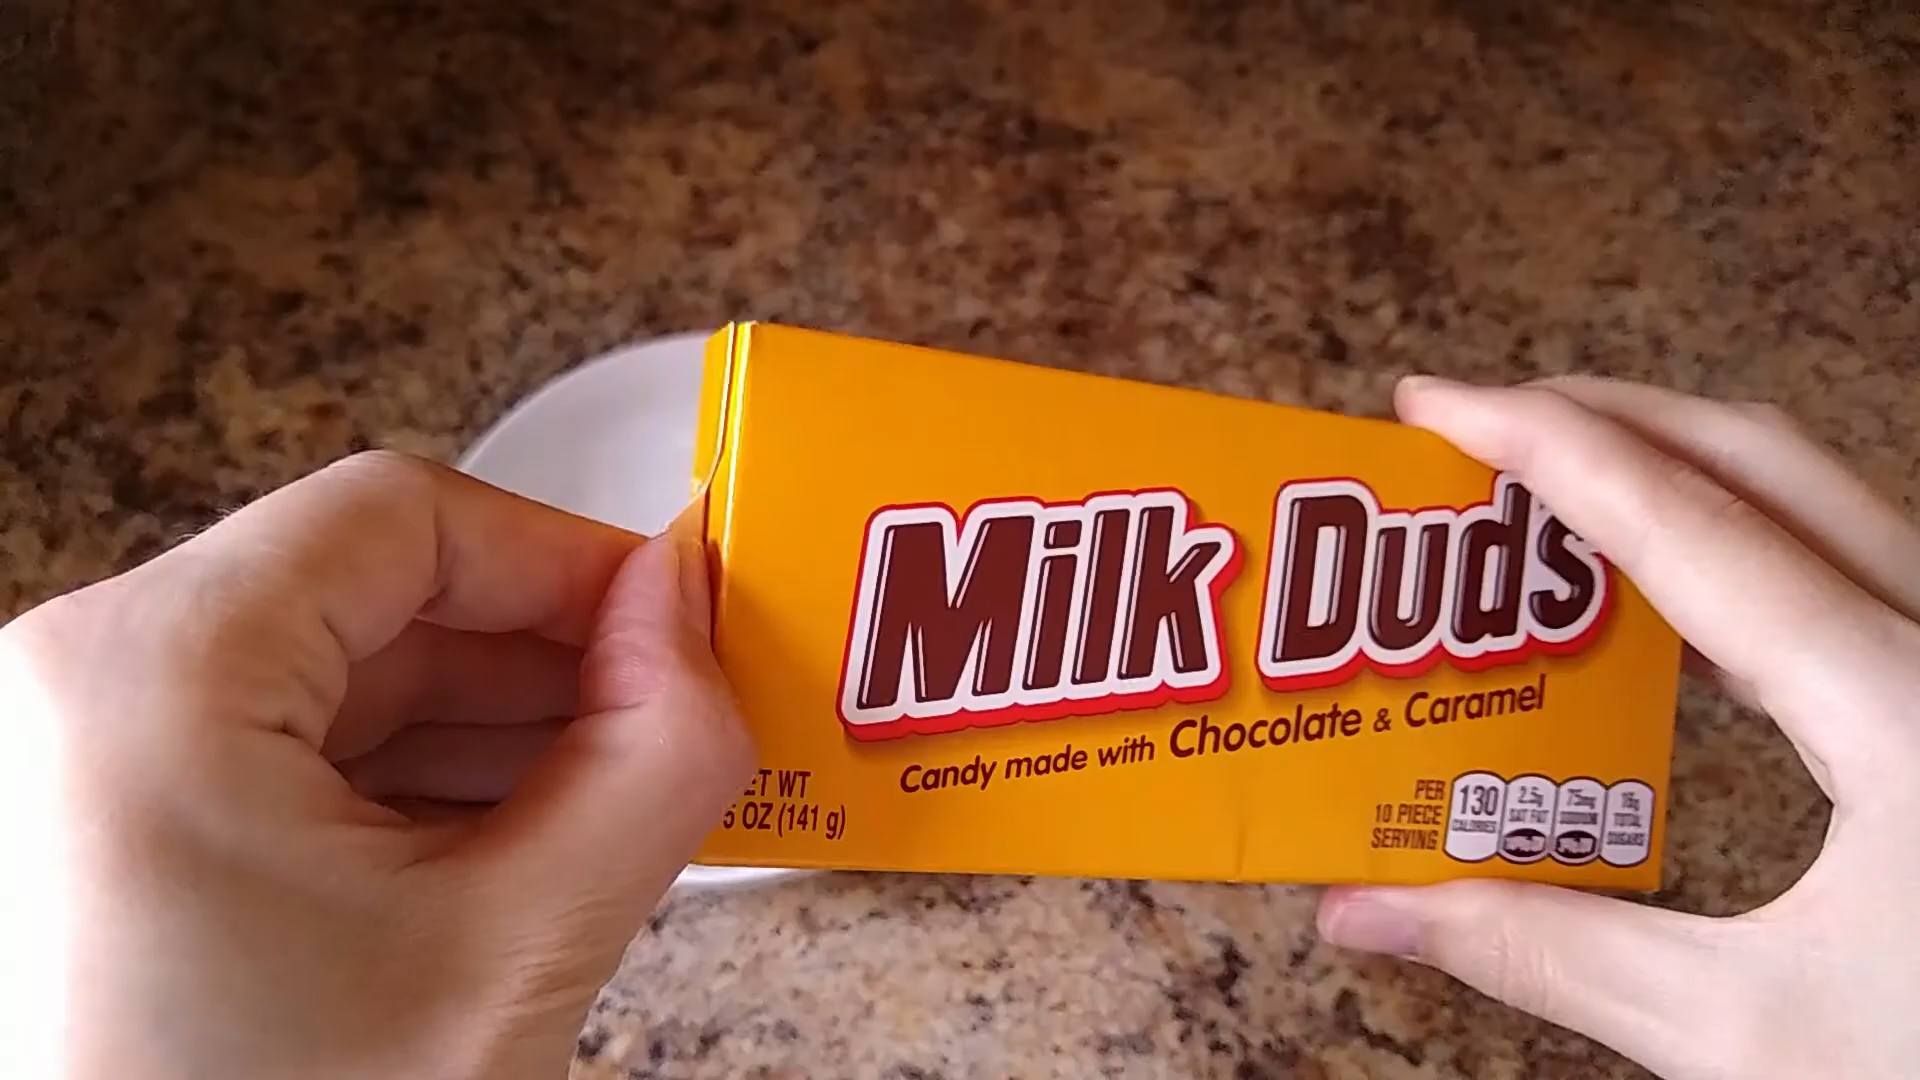 Milk Duds
Candy made with Chocolate & Caramel
ET WT
5 OZ (141 g)
PER
10 PIECE
SERVING
130
CALORIES
2.5g
SAT FAT
75mg
SODIUM
TOTAL
SUGARS